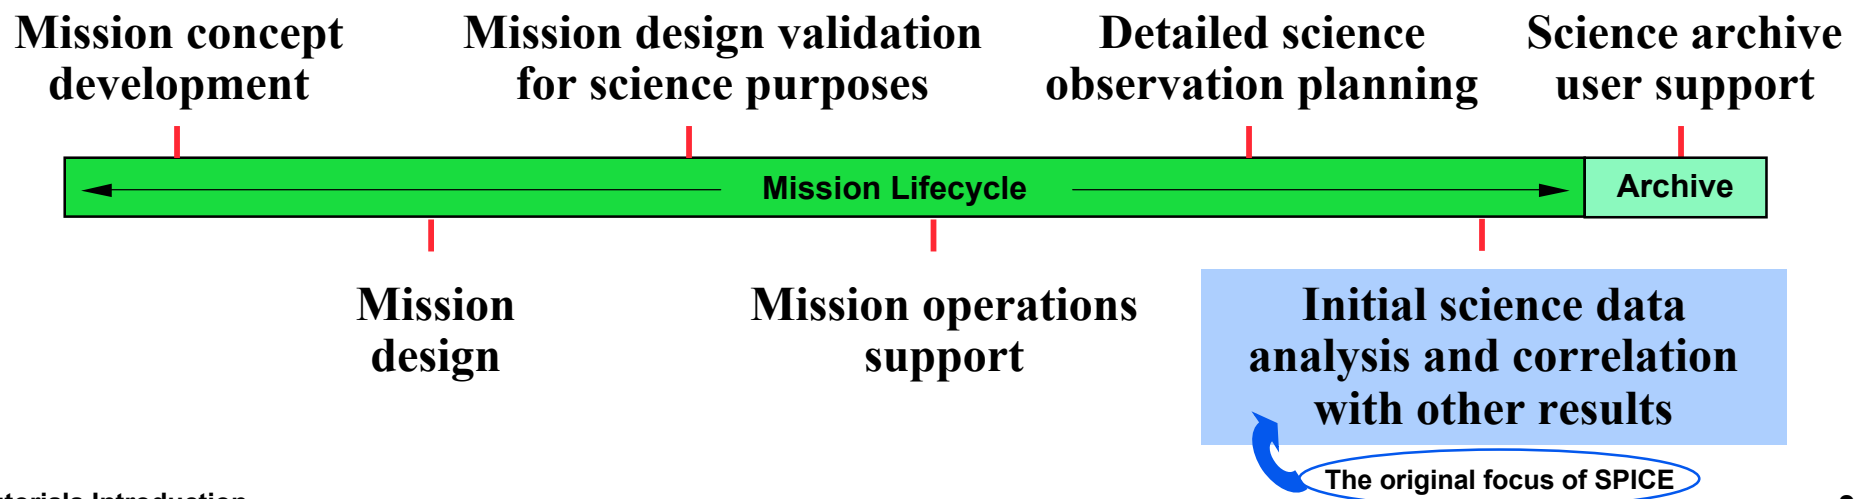 Mission concept
development
Mission design validation
for science purposes
Detailed science
observation planning
Science archive
user support
Mission Lifecycle
Archive
Mission
design
Mission operations
support
Initial science data
analysis and correlation
with other results
The original focus of SPICE
Introduction